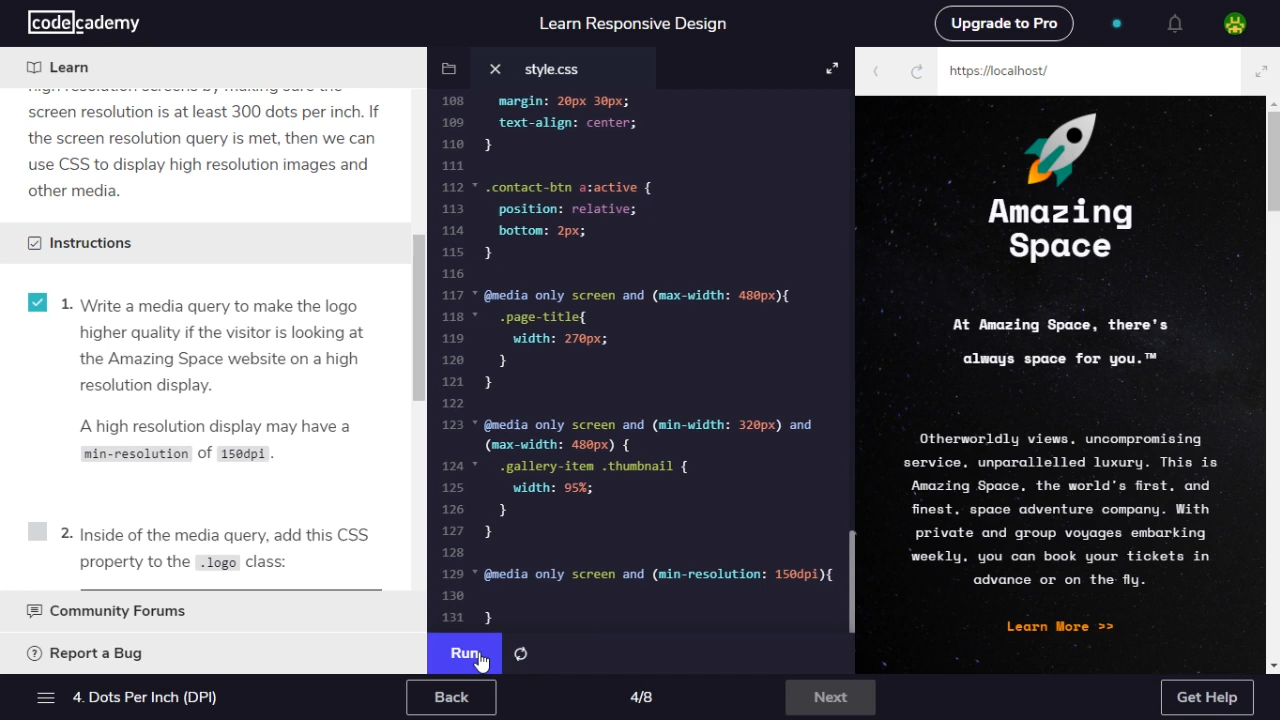 codecademy
Learn Responsive Design
Upgrade to Pro
Learn
high resolution screens by making sure the
screen resolution is at least 300 dots per inch. If
the screen resolution query is met, then we can
use CSS to display high resolution images and
other media.
Instructions
1. Write a media query to make the logo
higher quality if the visitor is looking at
the Amazing Space website on a high
resolution display.
A high resolution display may have a
min-resolution of 150dpi.
2. Inside of the media query, add this CSS
property to the .logo class:
Community Forums
Report a Bug
style.css
108 margin: 20px 30px;
109 text-align: center;
110 }
111
112 .contact-btn a:active {
113 position: relative;
114 bottom: 2px;
115 }
116
117 @media only screen and (max-width: 480px){
118 .page-title{
119 width: 270px;
120 }
121 }
122
123 @media only screen and (min-width: 320px) and
(max-width: 480px) {
124 .gallery-item .thumbnail {
125 width: 95%;
126 }
127 }
128
129 @media only screen and (min-resolution: 150dpi){
130
131 }
Run
https://localhost/
Amazing
Space
At Amazing Space, there's
always space for you.™
Otherworldly views, uncompromising
service, unparallelled luxury. This is
Amazing Space, the world's first, and
finest, space adventure company. With
private and group voyages embarking
weekly, you can book your tickets in
advance or on the fly.
Learn More >>
4. Dots Per Inch (DPI)
Back
4/8
Next
Get Help